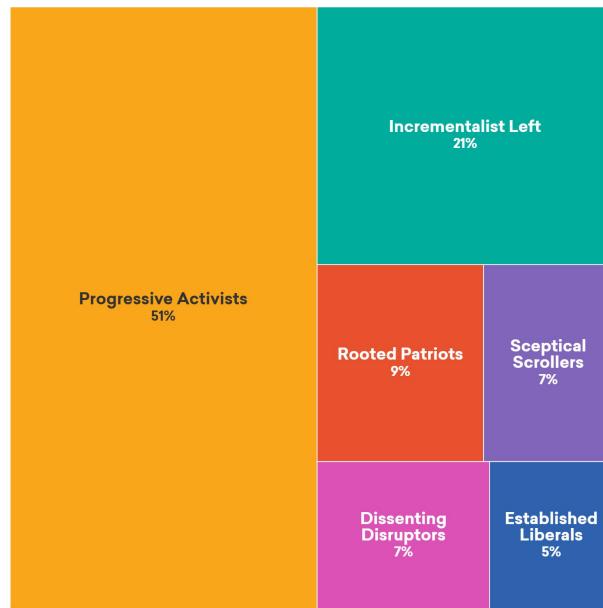 Progressive Activists
51%
Incrementalist Left
21%
Rooted Patriots
9%
Sceptical
Scrollers
7%
Dissenting
Disruptors
7%
Established
Liberals
5%